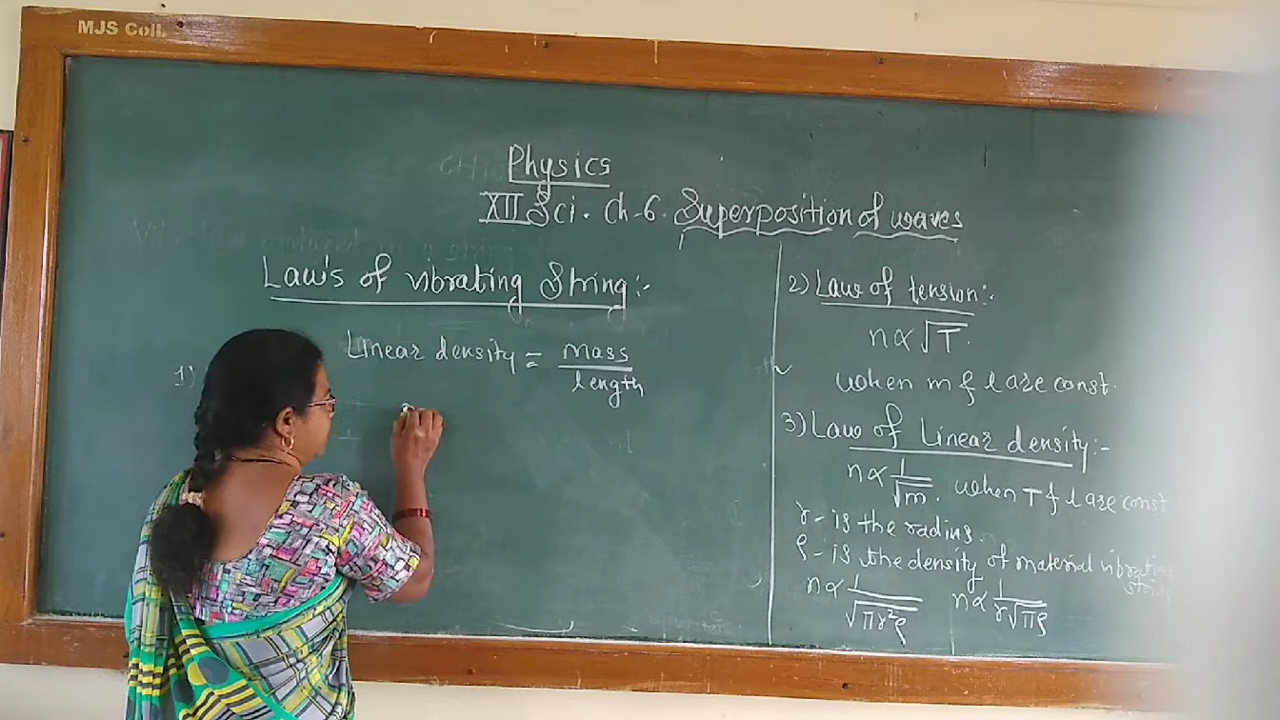 MJS Coll.
Physics
XII Sci. Ch-6. Superposition of waves
Law's of vibrating String:-
Linear density = mass / length
1)
2) Law of tension:-
n ∝ √T.
when m & l are const.
3) Law of Linear density:-
n ∝ 1/√m. when T & l are const
r - is the radius.
ρ - is the density of material vibrating
string
n ∝ 1/√πr²ρ n ∝ 1/r√πρ